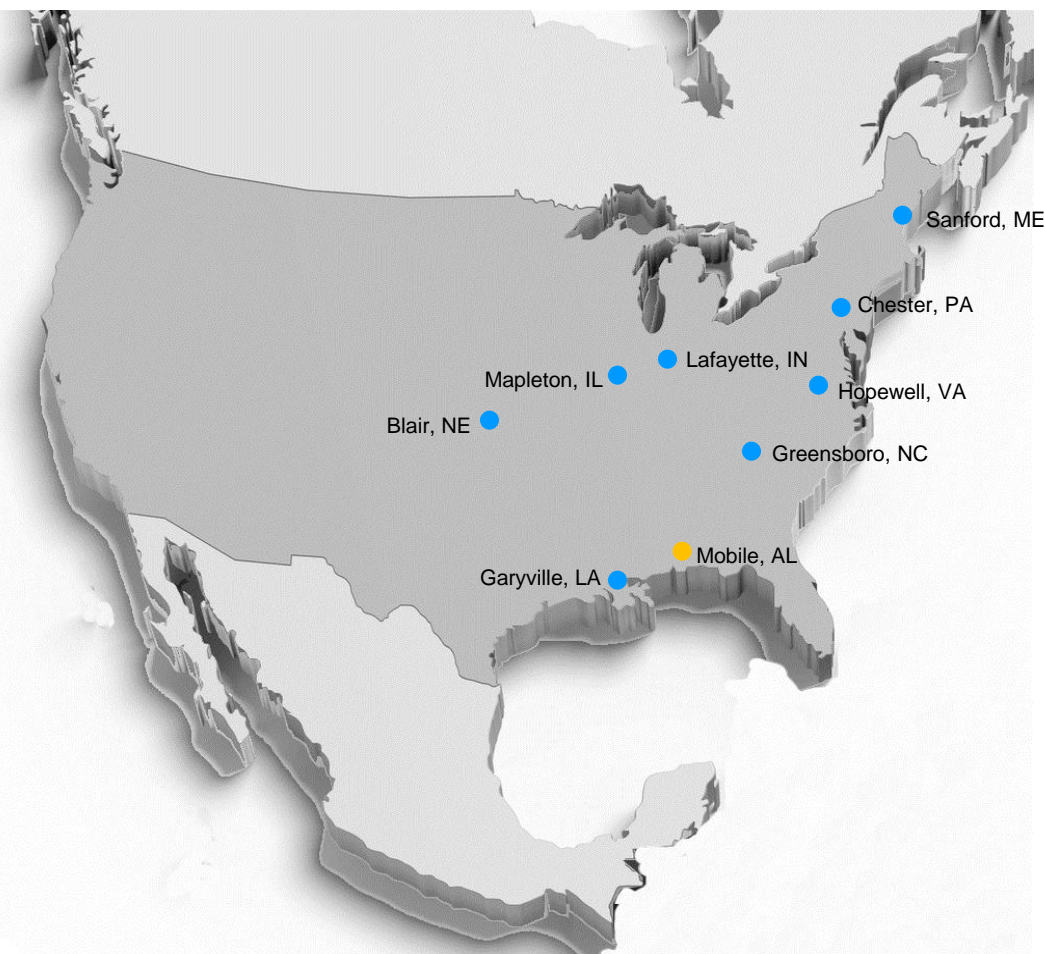 Sanford, ME
Chester, PA
Lafayette, IN
Mapleton, IL
Hopewell, VA
Blair, NE
Greensboro, NC
Mobile, AL
Garyville, LA